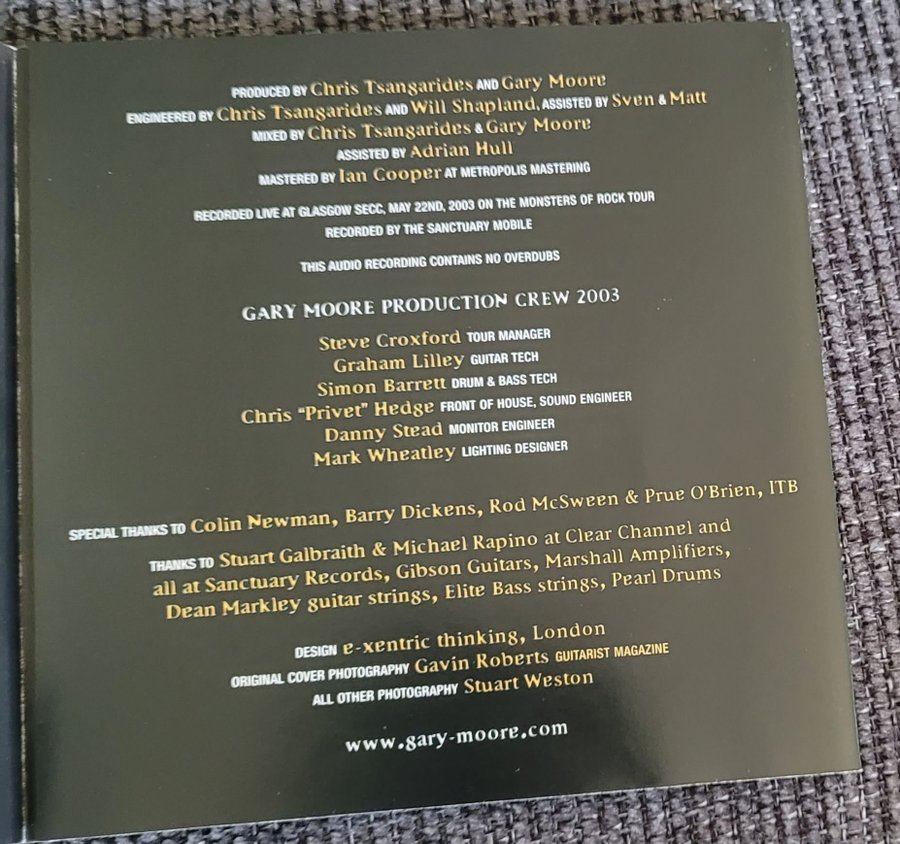 PRODUCED BY Chris Tsangarides AND Gary Moore
ENGINEERED BY Chris Tsangarides AND Will Shapland, ASSISTED BY Sven & Matt
MIXED BY Chris Tsangarides & Gary Moore
ASSISTED BY Adrian Hull
MASTERED BY Ian Cooper AT METROPOLIS MASTERING
RECORDED LIVE AT GLASGOW SECC, MAY 22ND, 2003 ON THE MONSTERS OF ROCK TOUR
RECORDED BY THE SANCTUARY MOBILE
THIS AUDIO RECORDING CONTAINS NO OVERDUBS
GARY MOORE PRODUCTION CREW 2003
Steve Croxford TOUR MANAGER
Graham Lilley GUITAR TECH
Simon Barrett DRUM & BASS TECH
Chris "Privet" Hedge FRONT OF HOUSE, SOUND ENGINEER
Danny Stead MONITOR ENGINEER
Mark Wheatley LIGHTING DESIGNER
SPECIAL THANKS TO Colin Newman, Barry Dickens, Rod McSween & Prue O'Brien, ITB
THANKS TO Stuart Galbraith & Michael Rapino at Clear Channel and
all at Sanctuary Records, Gibson Guitars, Marshall Amplifiers,
Dean Markley guitar strings, Elite Bass strings, Pearl Drums
DESIGN e-xentric thinking, London
ORIGINAL COVER PHOTOGRAPHY Gavin Roberts GUITARIST MAGAZINE
ALL OTHER PHOTOGRAPHY Stuart Weston
www.gary-moore.com